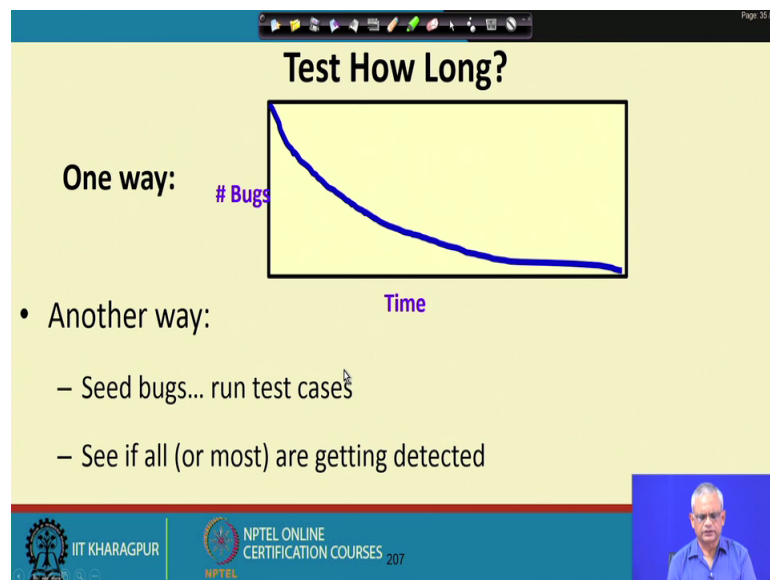 Page: 35 /
Test How Long?
One way:
# Bugs
Time
• Another way:
– Seed bugs... run test cases
– See if all (or most) are getting detected
IIT KHARAGPUR
NPTEL
NPTEL ONLINE
CERTIFICATION COURSES
207